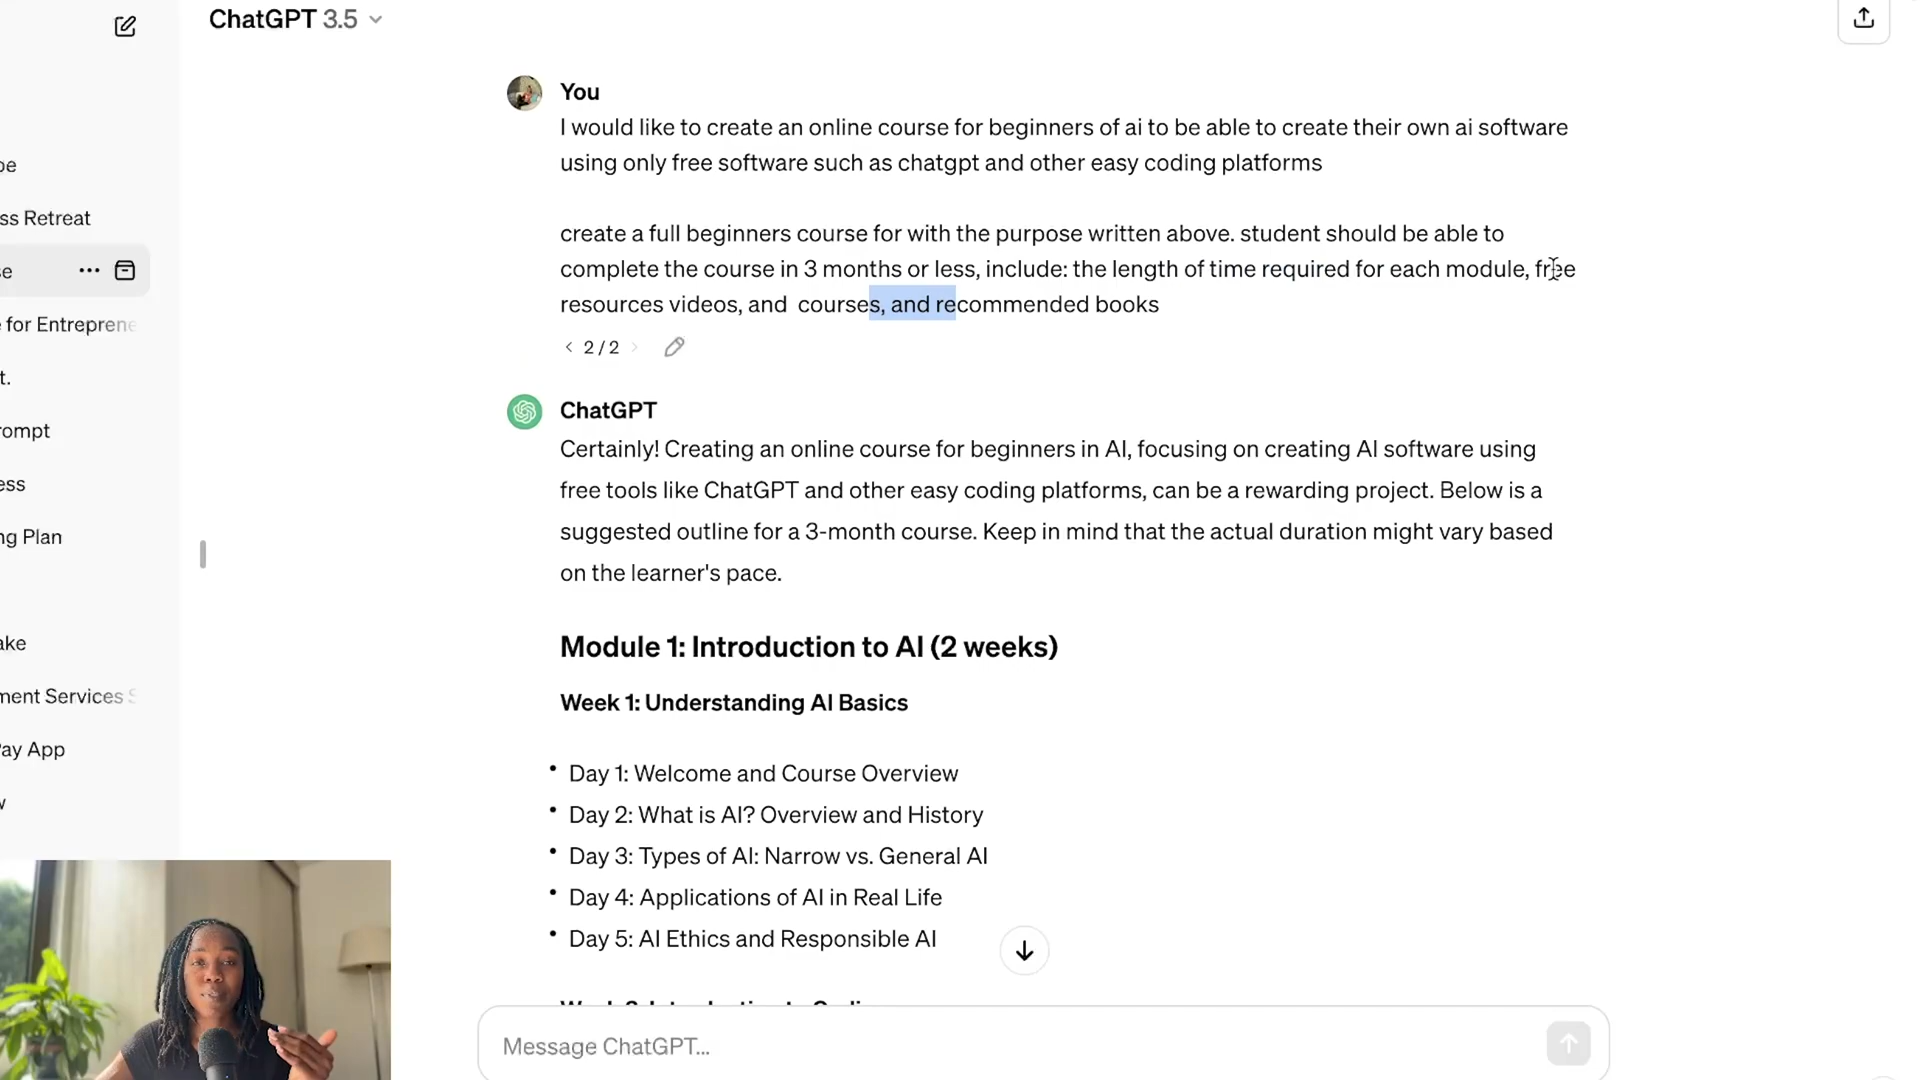 ChatGPT 3.5
pe
ss Retreat
se
for Entreprene
t.
rompt
ess
ng Plan
ake
ment Services S
Pay App
w
You
I would like to create an online course for beginners of ai to be able to create their own ai software
using only free software such as chatgpt and other easy coding platforms
create a full beginners course for with the purpose written above. student should be able to
complete the course in 3 months or less, include: the length of time required for each module, free
resources videos, and  courses, and recommended books
2 / 2
ChatGPT
Certainly! Creating an online course for beginners in AI, focusing on creating AI software using
free tools like ChatGPT and other easy coding platforms, can be a rewarding project. Below is a
suggested outline for a 3-month course. Keep in mind that the actual duration might vary based
on the learner's pace.
Module 1: Introduction to AI (2 weeks)
Week 1: Understanding AI Basics
• Day 1: Welcome and Course Overview
• Day 2: What is AI? Overview and History
• Day 3: Types of AI: Narrow vs. General AI
• Day 4: Applications of AI in Real Life
• Day 5: AI Ethics and Responsible AI
Message ChatGPT...